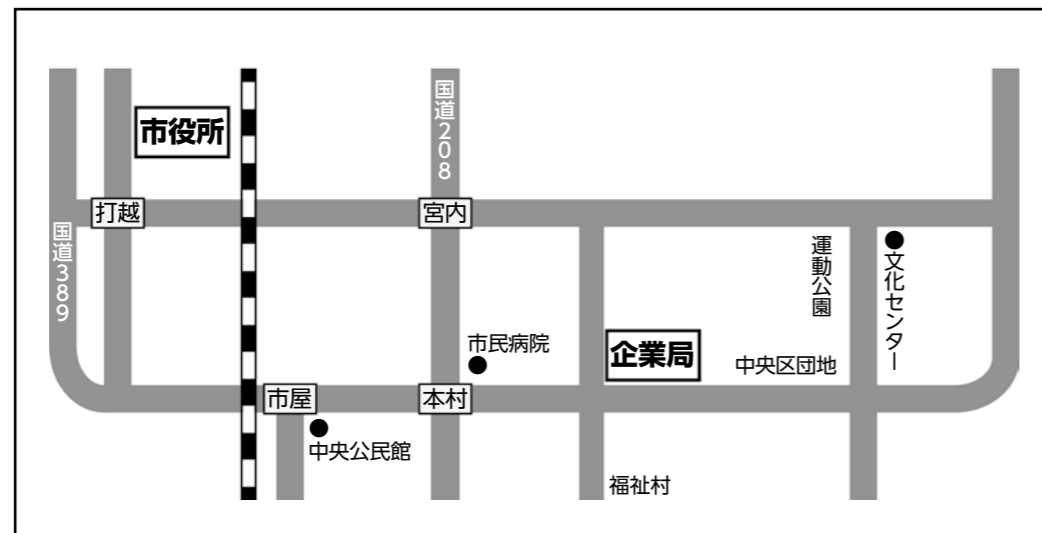 国道208
市役所
打越
宮内
国道389
運動公園
文化センター
市民病院
企業局
中央区団地
市屋
本村
中央公民館
福祉村